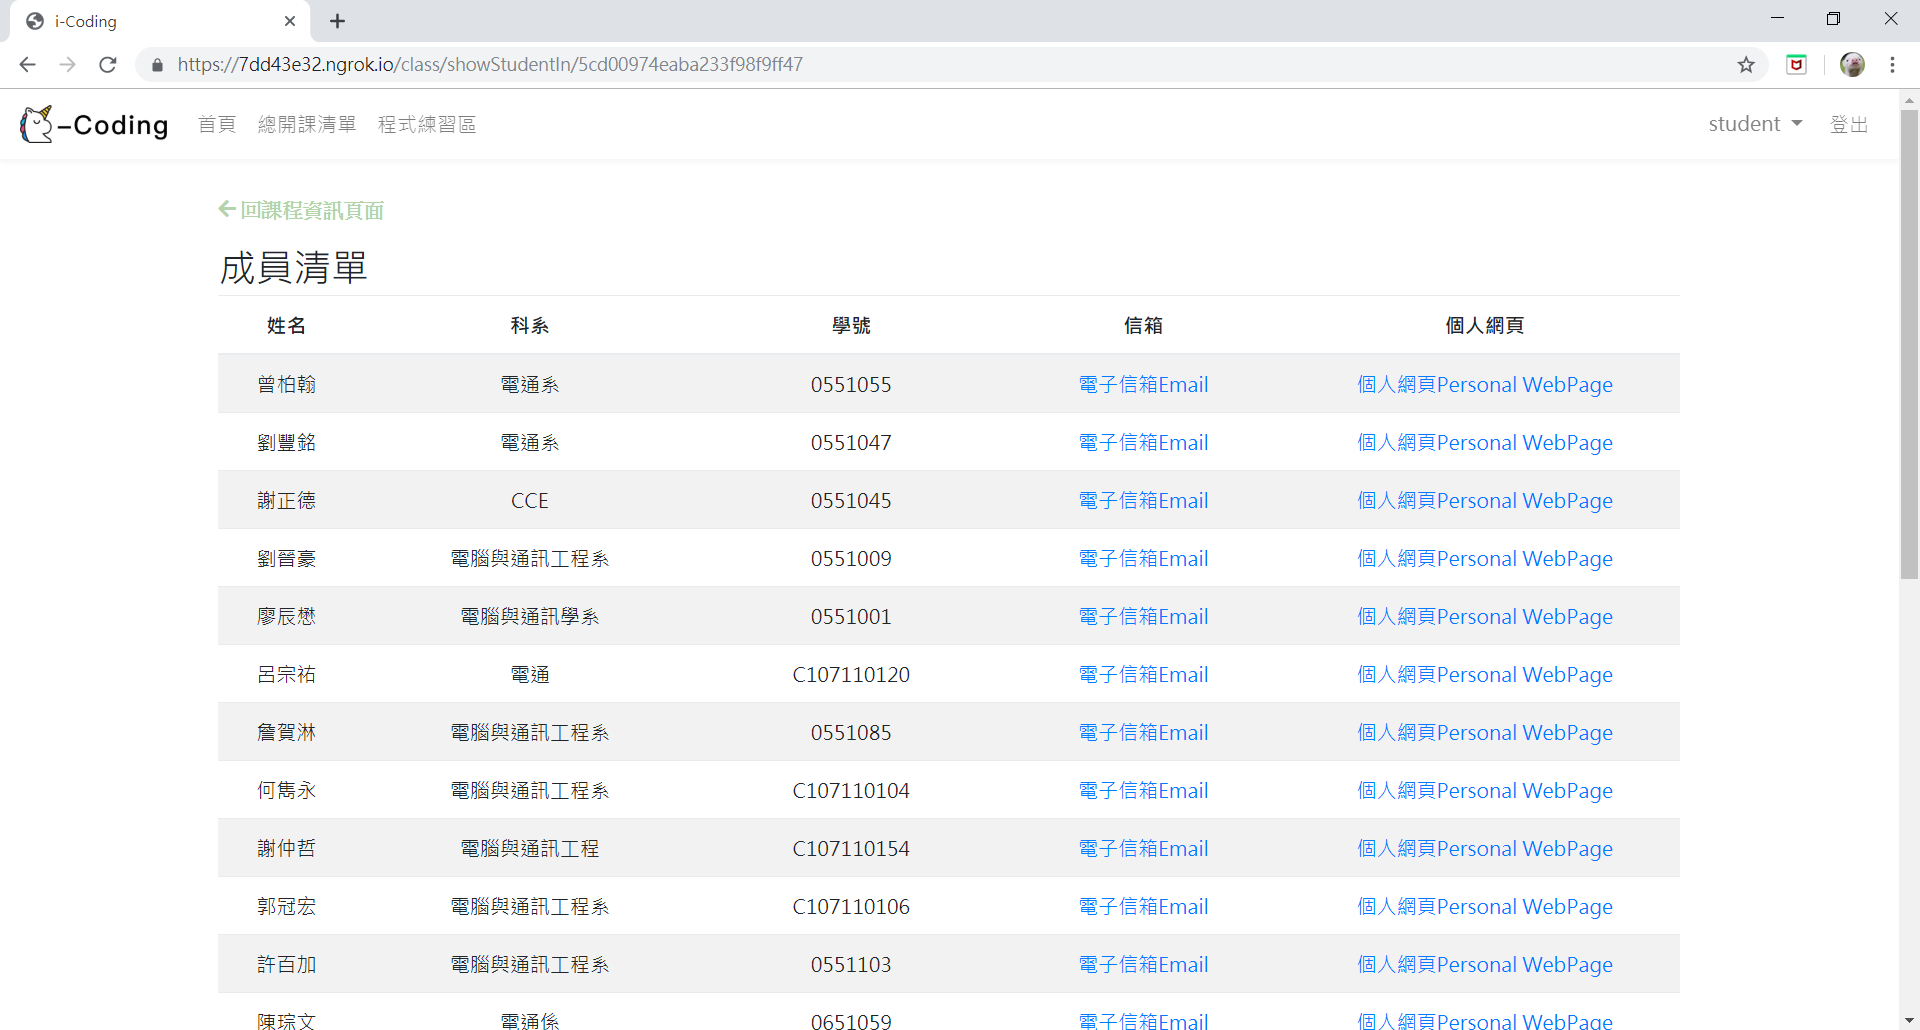 i-Coding
https://7dd43e32.ngrok.io/class/showStudentIn/5cd00974eaba233f98f9ff47
-Coding 首頁 總開課清單 程式練習區 student 登出
回課程資訊頁面
成員清單
姓名 科系 學號 信箱 個人網頁
曾柏翰 電通系 0551055 電子信箱Email 個人網頁Personal WebPage
劉豐銘 電通系 0551047 電子信箱Email 個人網頁Personal WebPage
謝正德 CCE 0551045 電子信箱Email 個人網頁Personal WebPage
劉晉豪 電腦與通訊工程系 0551009 電子信箱Email 個人網頁Personal WebPage
廖辰懋 電腦與通訊學系 0551001 電子信箱Email 個人網頁Personal WebPage
呂宗祐 電通 C107110120 電子信箱Email 個人網頁Personal WebPage
詹賀淋 電腦與通訊工程系 0551085 電子信箱Email 個人網頁Personal WebPage
何雋永 電腦與通訊工程系 C107110104 電子信箱Email 個人網頁Personal WebPage
謝仲哲 電腦與通訊工程 C107110154 電子信箱Email 個人網頁Personal WebPage
郭冠宏 電腦與通訊工程系 C107110106 電子信箱Email 個人網頁Personal WebPage
許百加 電腦與通訊工程系 0551103 電子信箱Email 個人網頁Personal WebPage
陳琮文 電通係 0651059 電子信箱Email 個人網頁Personal WebPage